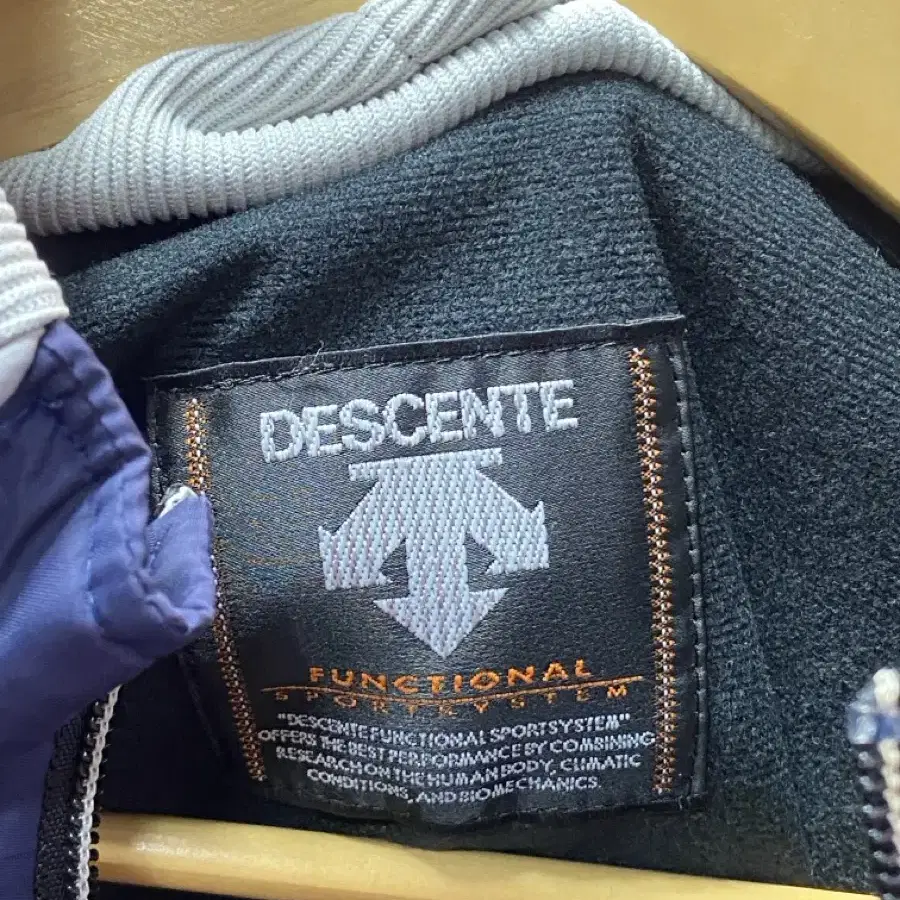 DESCENTE
FUNCTIONAL
SPORTSYSTEM
"DESCENTE FUNCTIONAL SPORTSYSTEM"
OFFERS THE BEST PERFORMANCE BY COMBINING
RESEARCH ON THE HUMAN BODY, CLIMATIC
CONDITIONS, AND BIOMECHANICS.